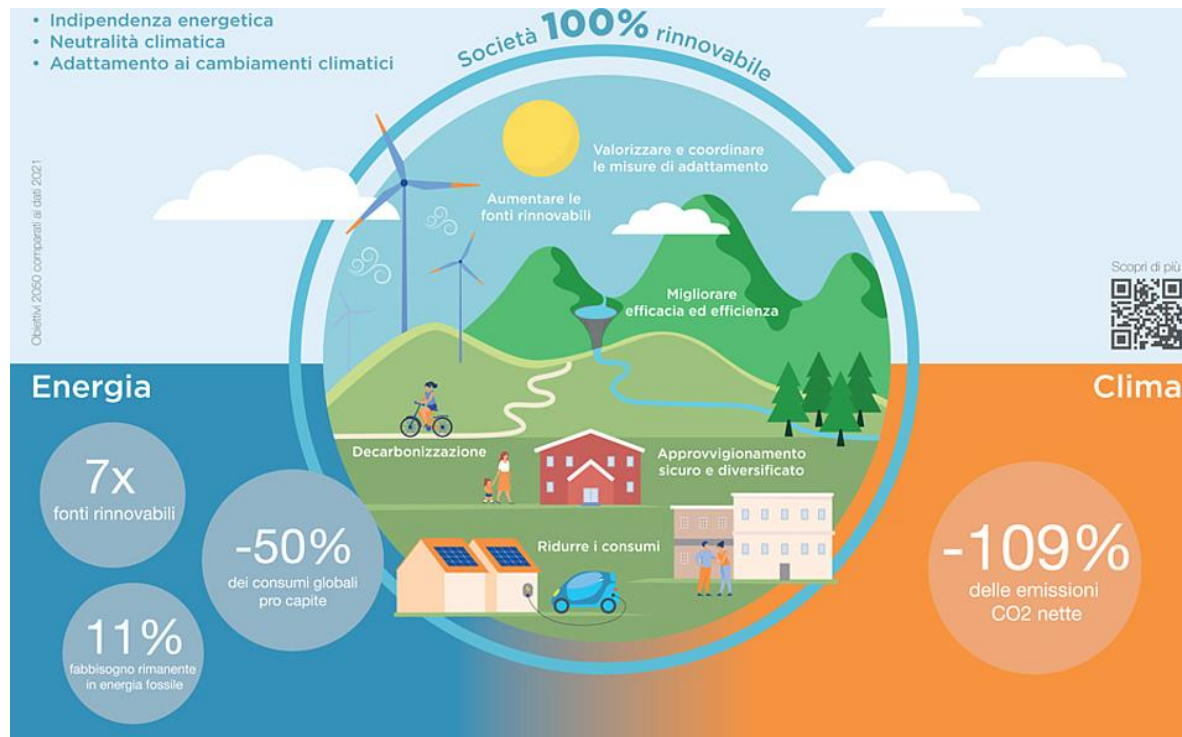 • Indipendenza energetica
• Neutralità climatica
• Adattamento ai cambiamenti climatici
Società 100% rinnovabile
Valorizzare e coordinare
le misure di adattamento
Aumentare le
fonti rinnovabili
Obiettivi 2050 comparati ai dati 2021
Scopri di più
Migliorare
efficacia ed efficienza
Energia
Clima
Decarbonizzazione
Approvvigionamento
sicuro e diversificato
7x
fonti rinnovabili
-50%
dei consumi globali
pro capite
Ridurre i consumi
-109%
delle emissioni
CO2 nette
11%
fabbisogno rimanente
in energia fossile